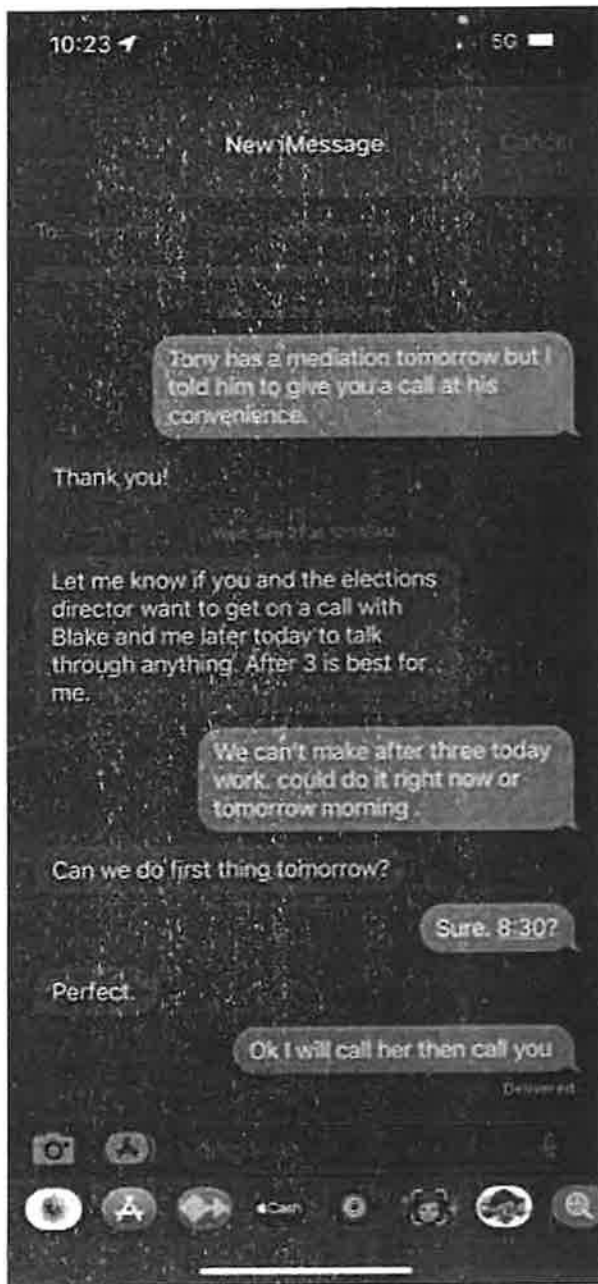 10:23
5G
New iMessage
Cancel
To:
Tony has a mediation tomorrow but I
told him to give you a call at his
convenience.
Thank you!
Let me know if you and the elections
director want to get on a call with
Blake and me later today to talk
through anything. After 3 is best for
me.
We can't make after three today
work. could do it right now or
tomorrow morning .
Can we do first thing tomorrow?
Sure. 8:30?
Perfect.
Ok I will call her then call you
Delivered
Cash